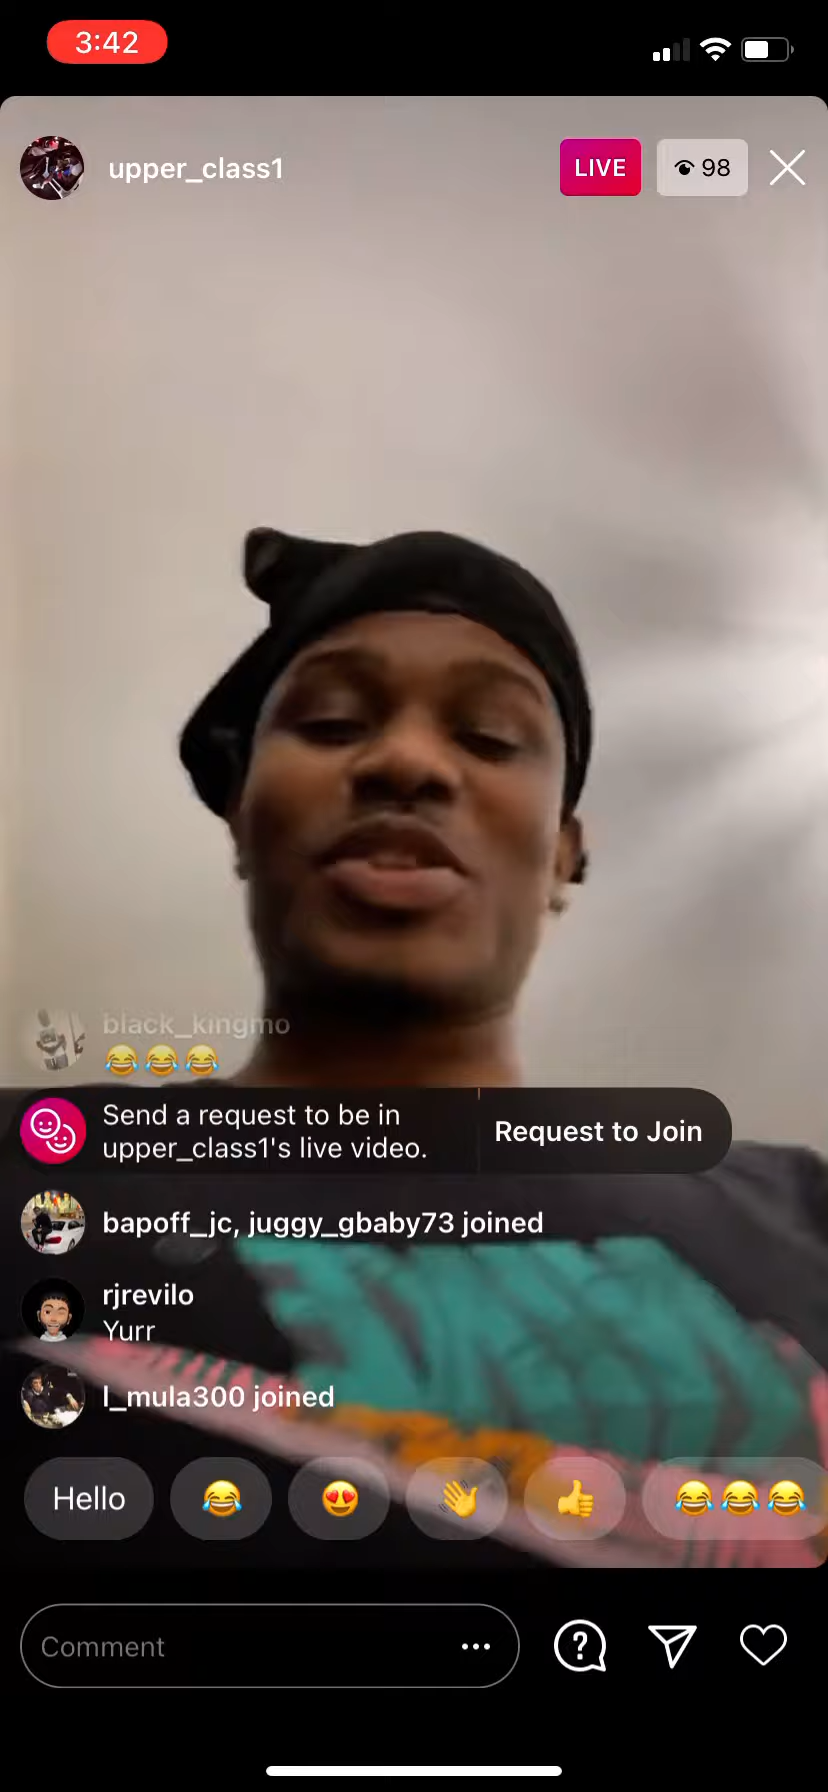 3:42
upper_class1
LIVE
98
black_kingmo
😂😂😂
Send a request to be in
upper_class1's live video.
Request to Join
bapoff_jc, juggy_gbaby73 joined
rjrevilo
Yurr
l_mula300 joined
Hello 😂 😍 👋 👍 😂😂😂
Comment